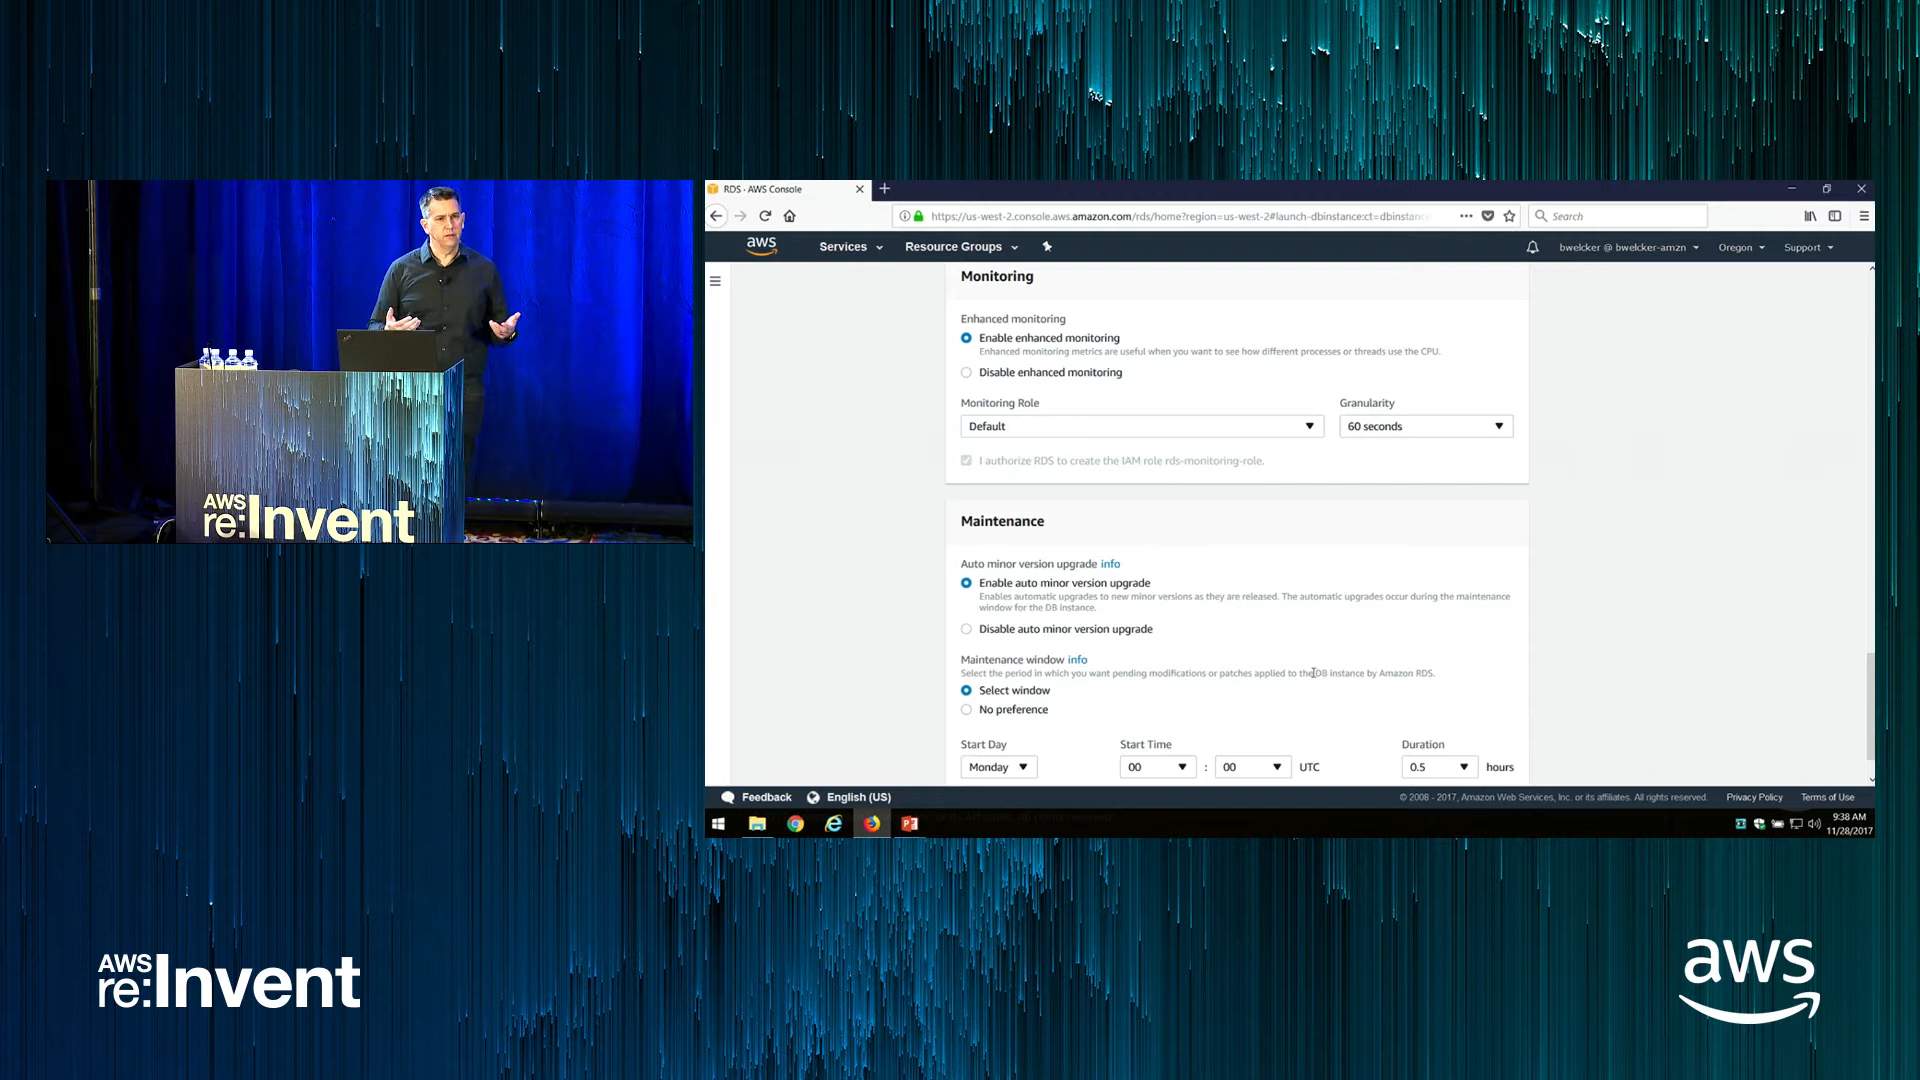 RDS - AWS Console
https://us-west-2.console.aws.amazon.com/rds/home?region=us-west-2#launch-dbinstance:ct=dbinstance
Search
aws
Services
Resource Groups
bwelcker @ bwelcker-amzn
Oregon
Support
Monitoring
Enhanced monitoring
Enable enhanced monitoring
Enhanced monitoring metrics are useful when you want to see how different processes or threads use the CPU.
Disable enhanced monitoring
Monitoring Role
Granularity
Default
60 seconds
I authorize RDS to create the IAM role rds-monitoring-role.
Maintenance
Auto minor version upgrade info
Enable auto minor version upgrade
Enables automatic upgrades to new minor versions as they are released. The automatic upgrades occur during the maintenance
window for the DB instance.
Disable auto minor version upgrade
Maintenance window info
Select the period in which you want pending modifications or patches applied to the DB instance by Amazon RDS.
Select window
No preference
Start Day
Start Time
Duration
Monday
00 : 00 UTC
0.5 hours
Feedback
English (US)
© 2008 - 2017, Amazon Web Services, Inc. or its affiliates. All rights reserved.
Privacy Policy
Terms of Use
9:38 AM
11/28/2017
AWS
re:Invent
AWS
re:Invent
aws